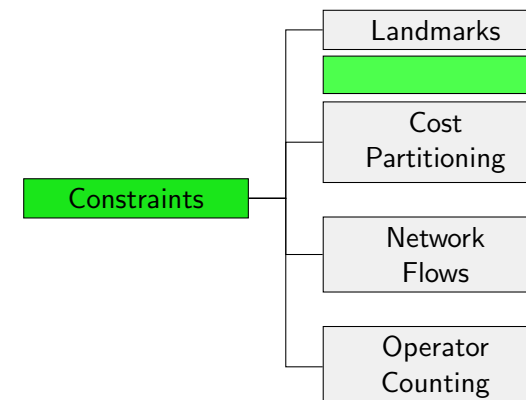 Landmarks
Cost
Partitioning
Constraints
Network
Flows
Operator
Counting